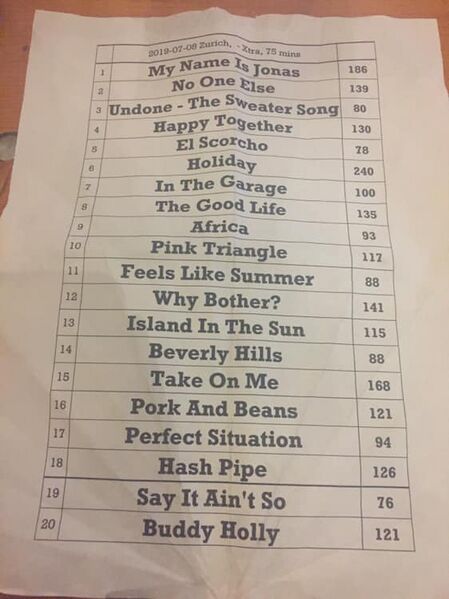 2019-07-08 Zurich, - Xtra, 75 mins
1 My Name Is Jonas 186
2 No One Else 139
3 Undone - The Sweater Song 80
4 Happy Together 130
5 El Scorcho 78
6 Holiday 240
7 In The Garage 100
8 The Good Life 135
9 Africa 93
10 Pink Triangle 117
11 Feels Like Summer 88
12 Why Bother? 141
13 Island In The Sun 115
14 Beverly Hills 88
15 Take On Me 168
16 Pork And Beans 121
17 Perfect Situation 94
18 Hash Pipe 126
19 Say It Ain't So 76
20 Buddy Holly 121